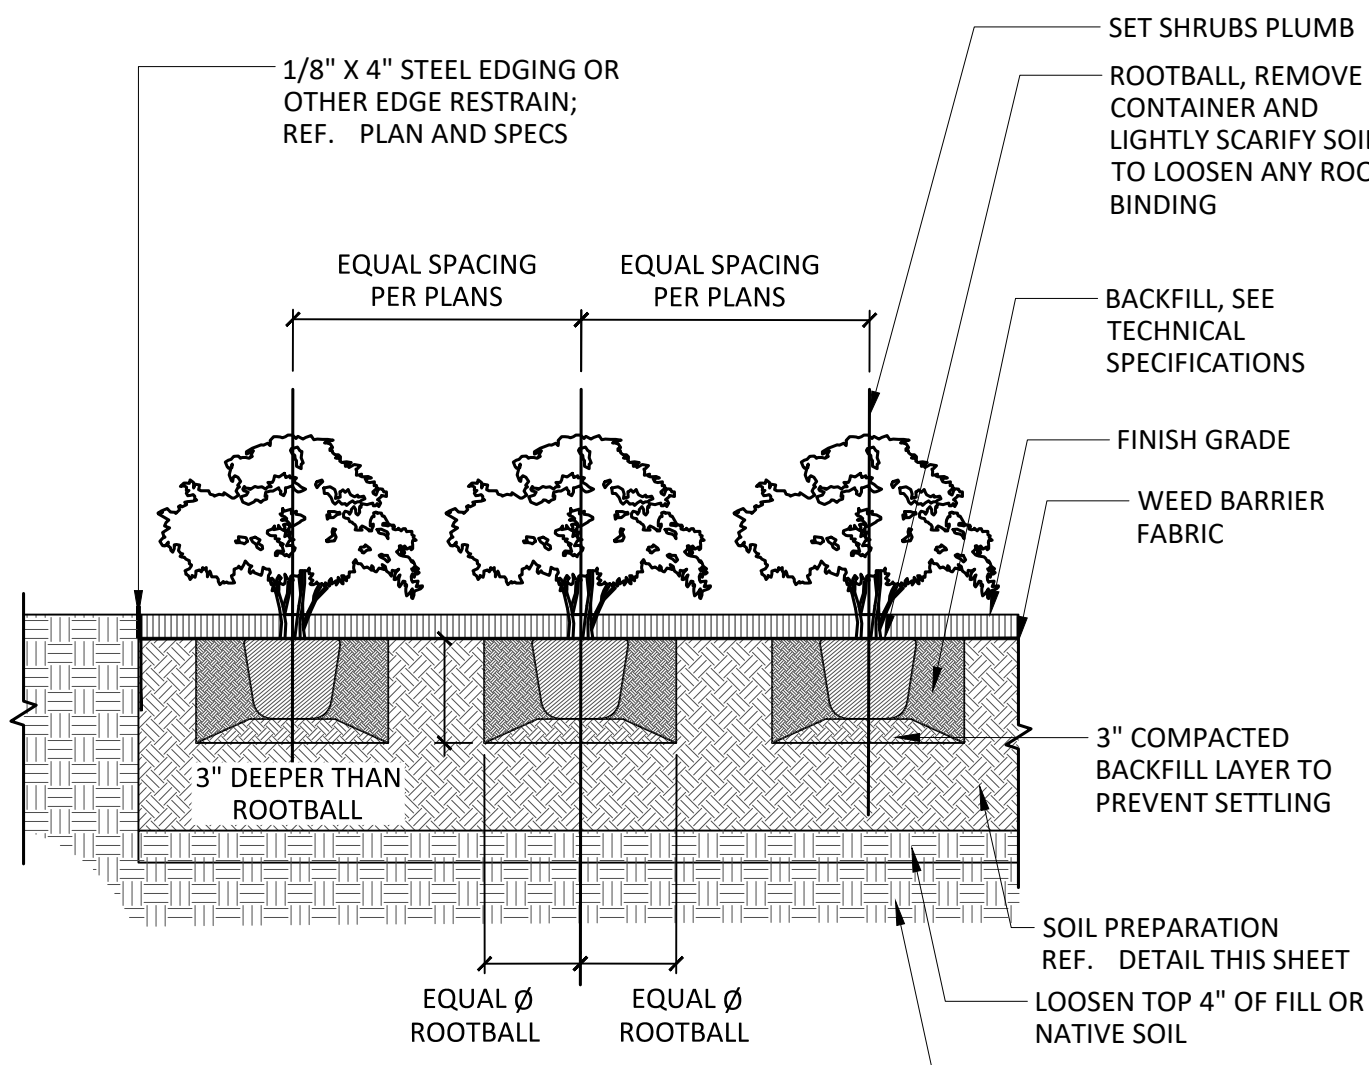 SET SHRUBS PLUMB
1/8" X 4" STEEL EDGING OR
OTHER EDGE RESTRAIN;
REF. PLAN AND SPECS
ROOTBALL, REMOVE
CONTAINER AND
LIGHTLY SCARIFY SOIL
TO LOOSEN ANY ROO
BINDING
EQUAL SPACING
PER PLANS
EQUAL SPACING
PER PLANS
BACKFILL, SEE
TECHNICAL
SPECIFICATIONS
FINISH GRADE
WEED BARRIER
FABRIC
3" DEEPER THAN
ROOTBALL
3" COMPACTED
BACKFILL LAYER TO
PREVENT SETTLING
SOIL PREPARATION
REF. DETAIL THIS SHEET
EQUAL Ø
ROOTBALL
EQUAL Ø
ROOTBALL
LOOSEN TOP 4" OF FILL OR
NATIVE SOIL